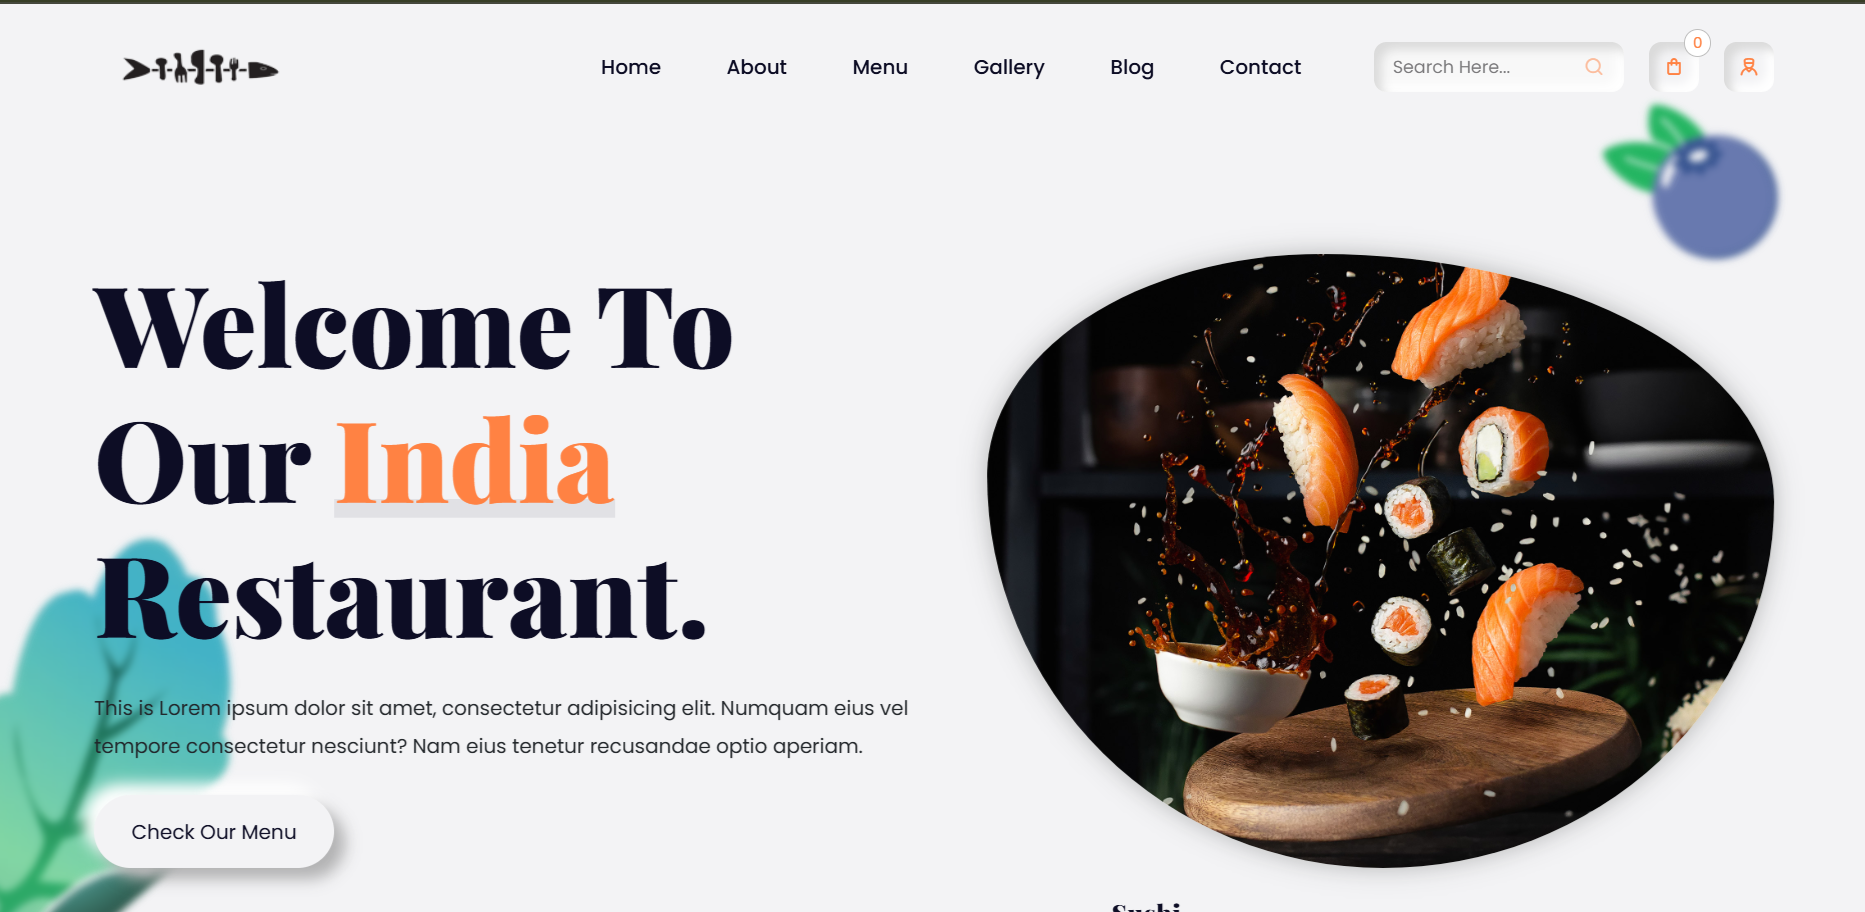 Home About Menu Gallery Blog Contact Search Here... 0
Welcome To
Our India
Restaurant.
This is Lorem ipsum dolor sit amet, consectetur adipisicing elit. Numquam eius vel
tempore consectetur nesciunt? Nam eius tenetur recusandae optio aperiam.
Check Our Menu
Sushi